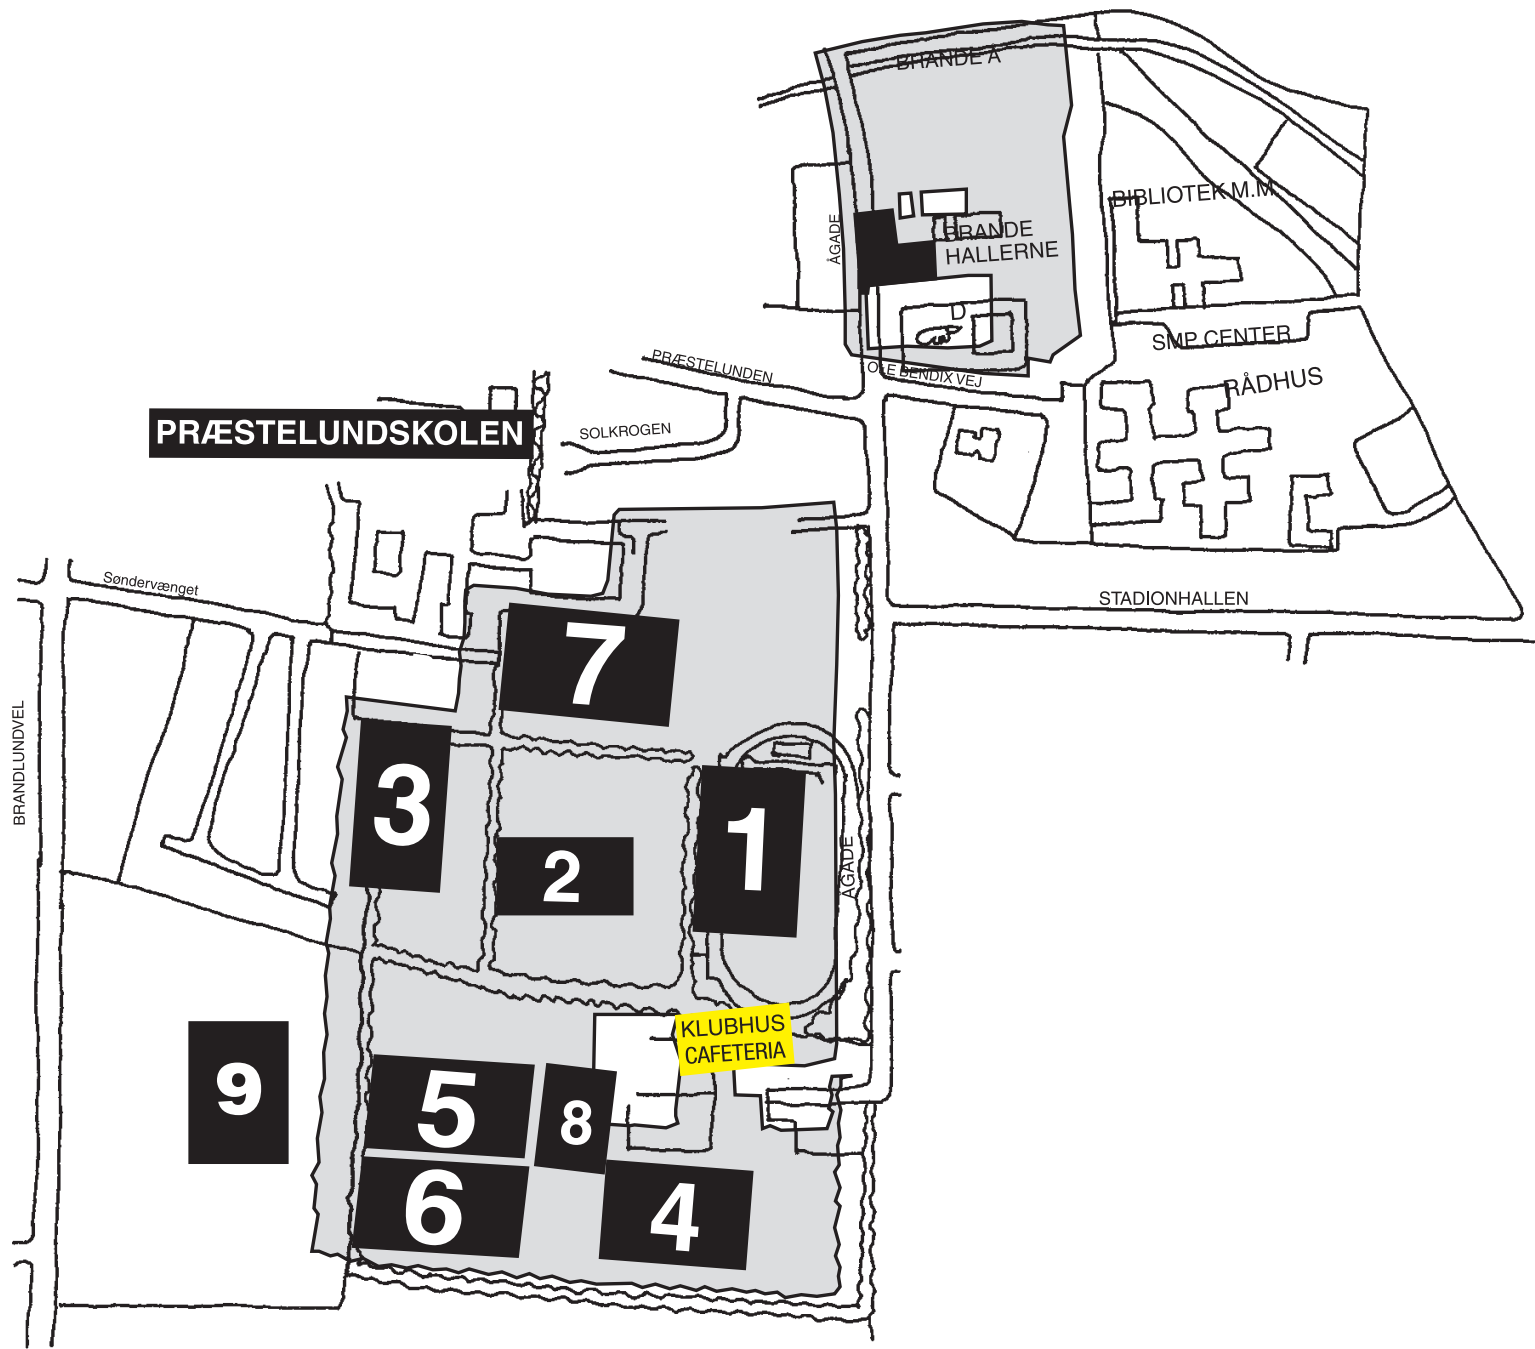 BRANDE Å
BIBLIOTEK M.M.
ÅGADE
BRANDE
HALLERNE
D
SMP CENTER
PRÆSTELUNDEN
OLE BENDIX VEJ
RÅDHUS
PRÆSTELUNDSKOLEN
SOLKROGEN
Søndervænget
STADIONHALLEN
7
BRANDLUNDVEL
3
1
2
ÅGADE
KLUBHUS
CAFETERIA
9
5
8
6
4